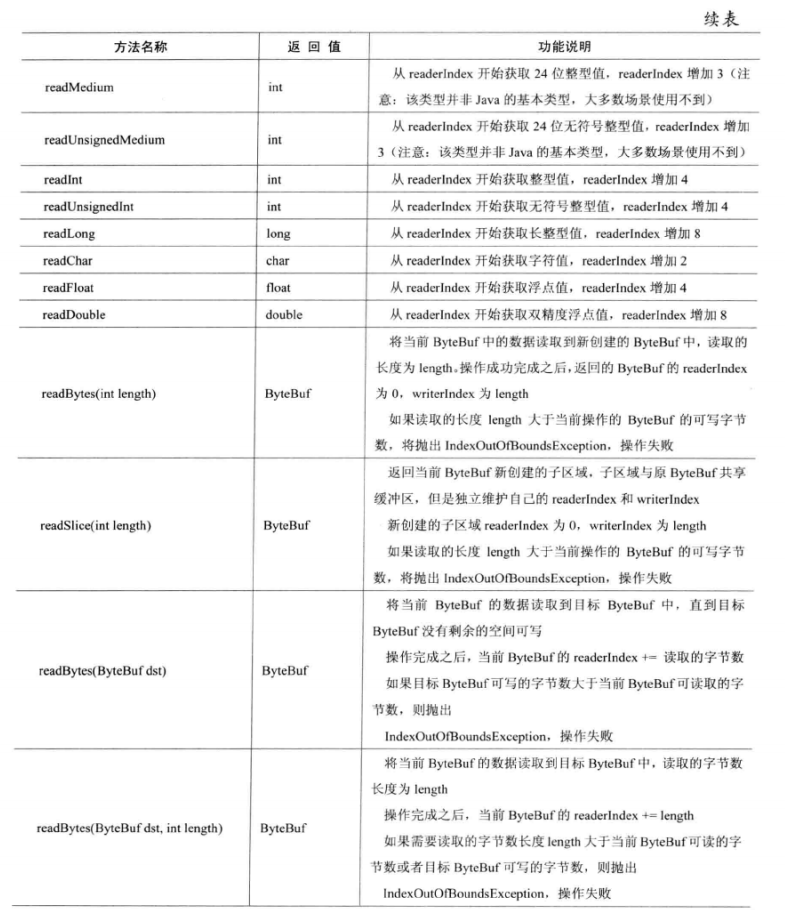 续表
方法名称 返 回 值 功能说明
readMedium int 从 readerIndex 开始获取 24 位整型值，readerIndex 增加 3（注
意：该类型并非 Java 的基本类型，大多数场景使用不到）
readUnsignedMedium int 从 readerIndex 开始获取 24 位无符号整型值，readerIndex 增加
3（注意：该类型并非 Java 的基本类型，大多数场景使用不到）
readInt int 从 readerIndex 开始获取整型值，readerIndex 增加 4
readUnsignedInt int 从 readerIndex 开始获取无符号整型值，readerIndex 增加 4
readLong long 从 readerIndex 开始获取长整型值，readerIndex 增加 8
readChar char 从 readerIndex 开始获取字符值，readerIndex 增加 2
readFloat float 从 readerIndex 开始获取浮点值，readerIndex 增加 4
readDouble double 从 readerIndex 开始获取双精度浮点值，readerIndex 增加 8
将当前 ByteBuf 中的数据读取到新创建的 ByteBuf 中，读取的
长度为 length。操作成功完成之后，返回的 ByteBuf 的 readerIndex
readBytes(int length) ByteBuf 为 0，writerIndex 为 length
如果读取的长度 length 大于当前操作的 ByteBuf 的可写字节
数，将抛出 IndexOutOfBoundsException，操作失败
返回当前 ByteBuf 新创建的子区域，子区域与原 ByteBuf 共享
缓冲区，但是独立维护自己的 readerIndex 和 writerIndex
readSlice(int length) ByteBuf 新创建的子区域 readerIndex 为 0，writerIndex 为 length
如果读取的长度 length 大于当前操作的 ByteBuf 的可写字节
数，将抛出 IndexOutOfBoundsException，操作失败
将当前 ByteBuf 的数据读取到目标 ByteBuf 中，直到目标
ByteBuf 没有剩余的空间可写
操作完成之后，当前 ByteBuf 的 readerIndex += 读取的字节数
readBytes(ByteBuf dst) ByteBuf 如果目标 ByteBuf 可写的字节数大于当前 ByteBuf 可读取的字
节数，则抛出
IndexOutOfBoundsException，操作失败
将当前 ByteBuf 的数据读取到目标 ByteBuf 中，读取的字节数
长度为 length
操作完成之后，当前 ByteBuf 的 readerIndex += length
readBytes(ByteBuf dst, int length) ByteBuf 如果需要读取的字节数长度 length 大于当前 ByteBuf 可读的字
节数或者目标 ByteBuf 可写的字节数，则抛出
IndexOutOfBoundsException，操作失败